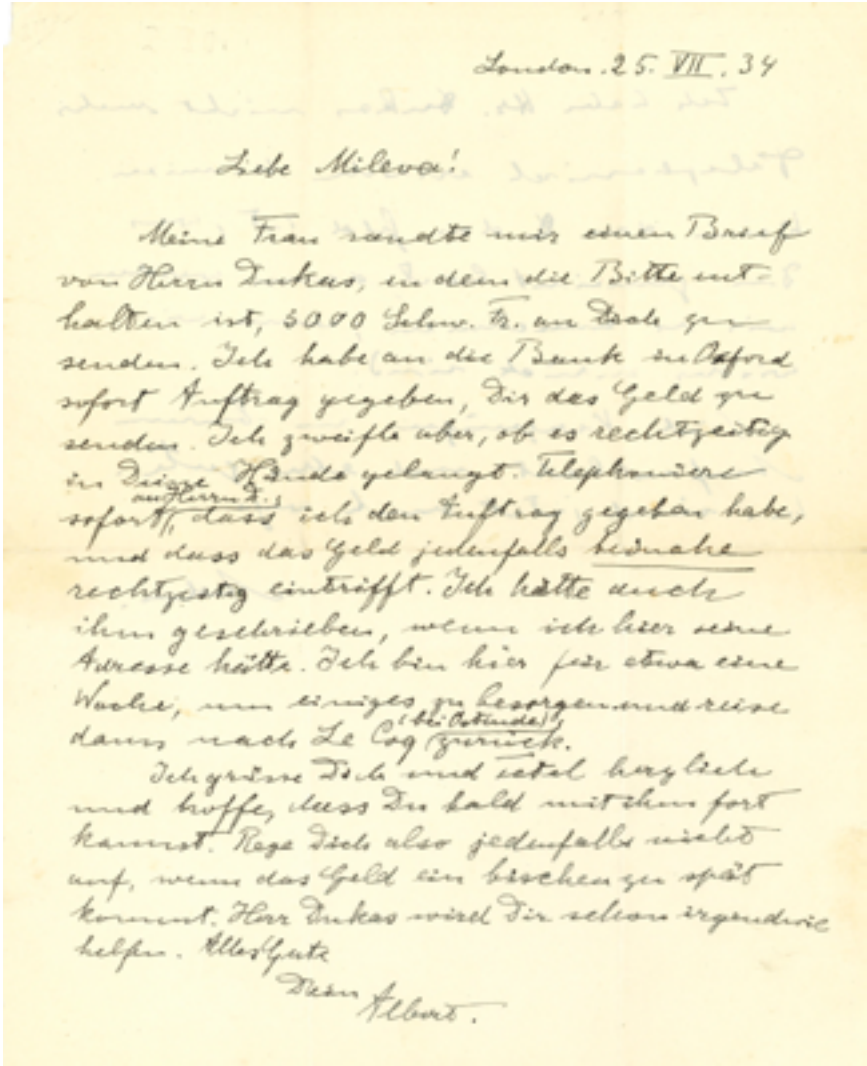 London. 25. VII. 34
Liebe Mileva!
Meine Frau sandte mir einen Brief
von Herrn Dukas, in dem die Bitte ent-
halten ist, 5000 Schw. Fr. an Dich zu
senden. Ich habe an die Bank in Oxford
sofort Auftrag gegeben, Dir das Geld zu
senden. Ich zweifle aber, ob es rechtzeitig
in Deine Hände gelangt. Telephoniere
an Herrn D.,
sofort, dass ich den Auftrag gegeben habe,
und dass das Geld jedenfalls beinahe
rechtzeitig eintrifft. Ich hätte auch
ihm geschrieben, wenn ich hier seine
Adresse hätte. Ich bin hier für etwa eine
Woche, um einiges zu besorgen und reise
(bei Ostende)
dann nach Le Coq zurück.
Ich grüsse Dich und Tetel herzlich
und hoffe, dass Du bald mit ihm fort
kannst. Rege Dich also jedenfalls nicht
auf, wenn das Geld ein bischen zu spät
kommt. Herr Dukas wird Dir schon irgendwie
helfen. Alles Gute
Dein
Albert.